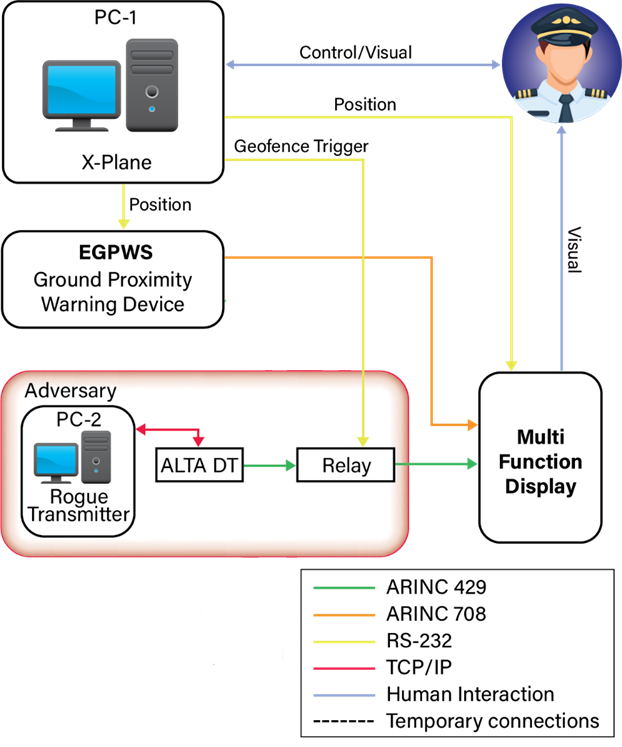 PC-1
X-Plane
Control/Visual
Position
Geofence Trigger
Position
EGPWS
Ground Proximity
Warning Device
Visual
Adversary
PC-2
Rogue
Transmitter
ALTA DT
Relay
Multi
Function
Display
ARINC 429
ARINC 708
RS-232
TCP/IP
Human Interaction
Temporary connections